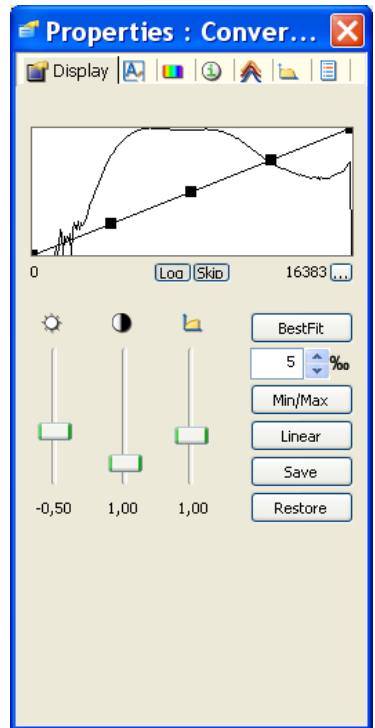 Properties : Conver...
Display
0 Log Skip 16383 ...
BestFit
5 ‰
Min/Max
Linear
Save
-0,50 1,00 1,00 Restore